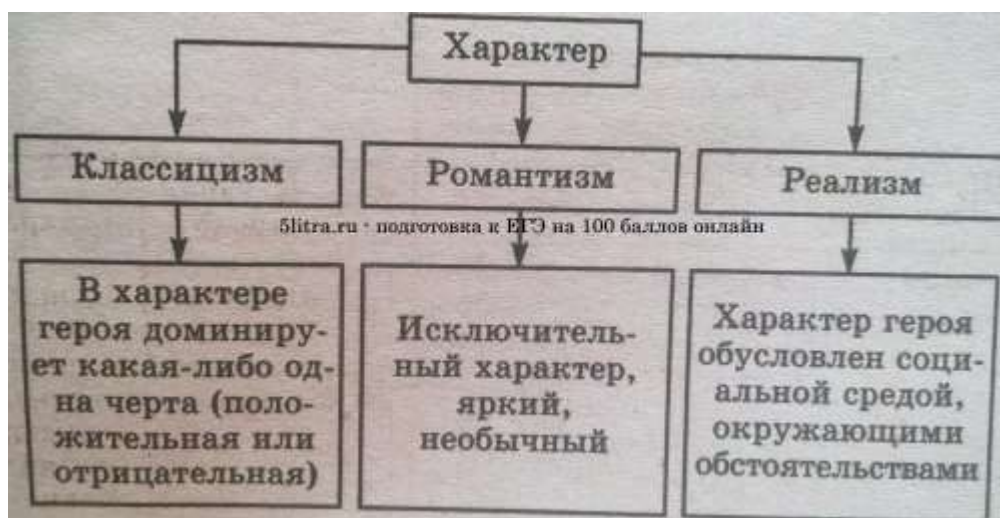 Характер
Классицизм
Романтизм
Реализм
5litra.ru · подготовка к ЕГЭ на 100 баллов онлайн
В характере
героя доминиру-
ет какая-либо од-
на черта (поло-
жительная или
отрицательная)
Исключитель-
ный характер,
яркий,
необычный
Характер героя
обусловлен соци-
альной средой,
окружающими
обстоятельствами